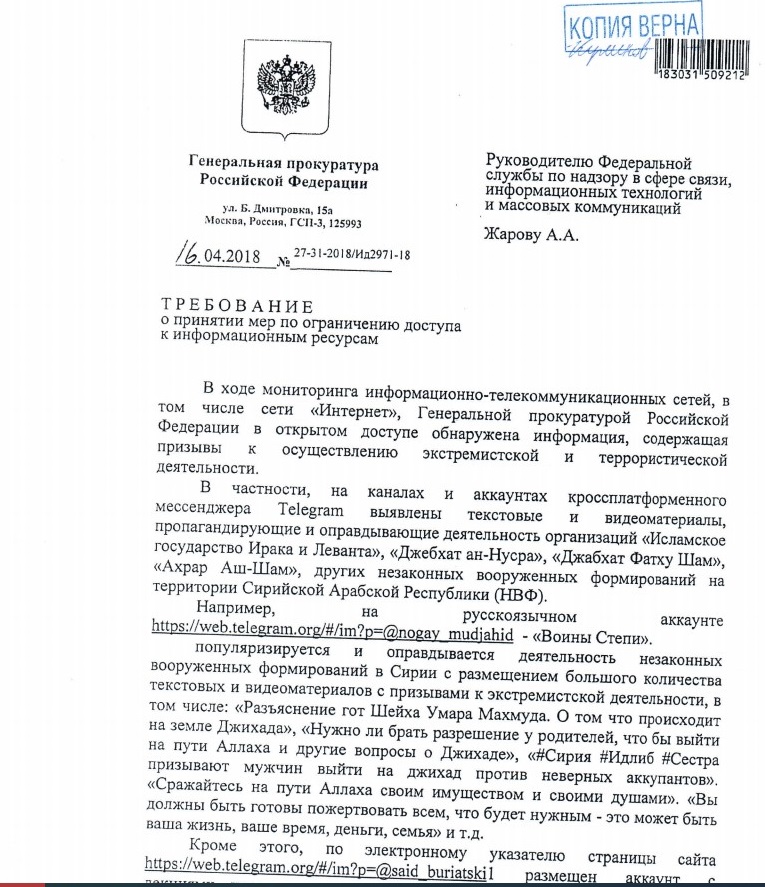 КОПИЯ ВЕРНА
183031 509212
Генеральная прокуратура
Российской Федерации
ул. Б. Дмитровка, 15а
Москва, Россия, ГСП-3, 125993
16.04.2018 № 27-31-2018/Ид2971-18
Руководителю Федеральной
службы по надзору в сфере связи,
информационных технологий
и массовых коммуникаций
Жарову А.А.
ТРЕБОВАНИЕ
о принятии мер по ограничению доступа
к информационным ресурсам
В ходе мониторинга информационно-телекоммуникационных сетей, в
том числе сети «Интернет», Генеральной прокуратурой Российской
Федерации в открытом доступе обнаружена информация, содержащая
призывы к осуществлению экстремистской и террористической
деятельности.
В частности, на каналах и аккаунтах кроссплатформенного
мессенджера Telegram выявлены текстовые и видеоматериалы,
пропагандирующие и оправдывающие деятельность организаций «Исламское
государство Ирака и Леванта», «Джебхат ан-Нусра», «Джабхат Фатху Шам»,
«Ахрар Аш-Шам», других незаконных вооруженных формирований на
территории Сирийской Арабской Республики (НВФ).
Например, на русскоязычном аккаунте
https://web.telegram.org/#/im?p=@nogay_mudjahid - «Воины Степи».
популяризируется и оправдывается деятельность незаконных
вооруженных формирований в Сирии с размещением большого количества
текстовых и видеоматериалов с призывами к экстремистской деятельности, в
том числе: «Разъяснение гот Шейха Умара Махмуда. О том что происходит
на земле Джихада», «Нужно ли брать разрешение у родителей, что бы выйти
на пути Аллаха и другие вопросы о Джихаде», «#Сирия #Идлиб #Сестра
призывают мужчин выйти на джихад против неверных аккупантов».
«Сражайтесь на пути Аллаха своим имуществом и своими душами». «Вы
должны быть готовы пожертвовать всем, что будет нужным - это может быть
ваша жизнь, ваше время, деньги, семья» и т.д.
Кроме этого, по электронному указателю страницы сайта
https://web.telegram.org/#/im?p=@said_buriatski1 размещен аккаунт с